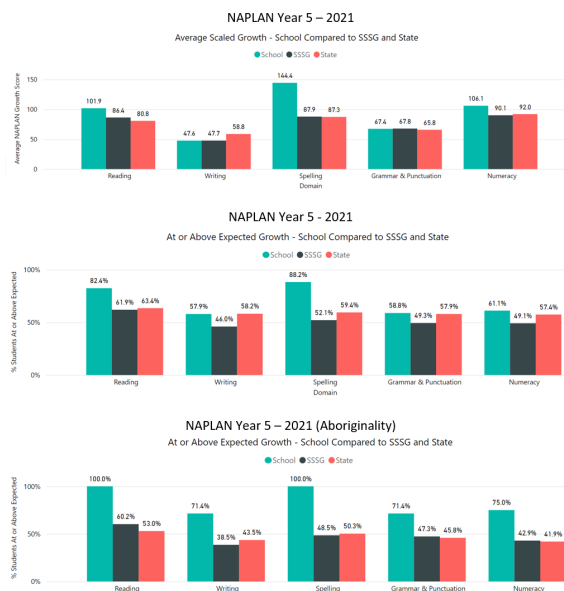 NAPLAN Year 5 – 2021
Average Scaled Growth - School Compared to SSSG and State
School SSSG State
Average NAPLAN Growth Score
150
100
50
0
101.9 86.4 80.8
47.6 47.7 58.8
144.4 87.9 87.3
67.4 67.8 65.8
106.1 90.1 92.0
Reading Writing Spelling Grammar & Punctuation Numeracy
Domain
NAPLAN Year 5 - 2021
At or Above Expected Growth - School Compared to SSSG and State
School SSSG State
% Students At or Above Expected
100%
50%
0%
82.4% 61.9% 63.4%
57.9% 46.0% 58.2%
88.2% 52.1% 59.4%
58.8% 49.3% 57.9%
61.1% 49.1% 57.4%
Reading Writing Spelling Grammar & Punctuation Numeracy
Domain
NAPLAN Year 5 – 2021 (Aboriginality)
At or Above Expected Growth - School Compared to SSSG and State
School SSSG State
% Students At or Above Expected
100%
50%
0%
100.0% 60.2% 53.0%
71.4% 38.5% 43.5%
100.0% 48.5% 50.3%
71.4% 47.3% 45.8%
75.0% 42.9% 41.9%
Reading Writing Spelling Grammar & Punctuation Numeracy